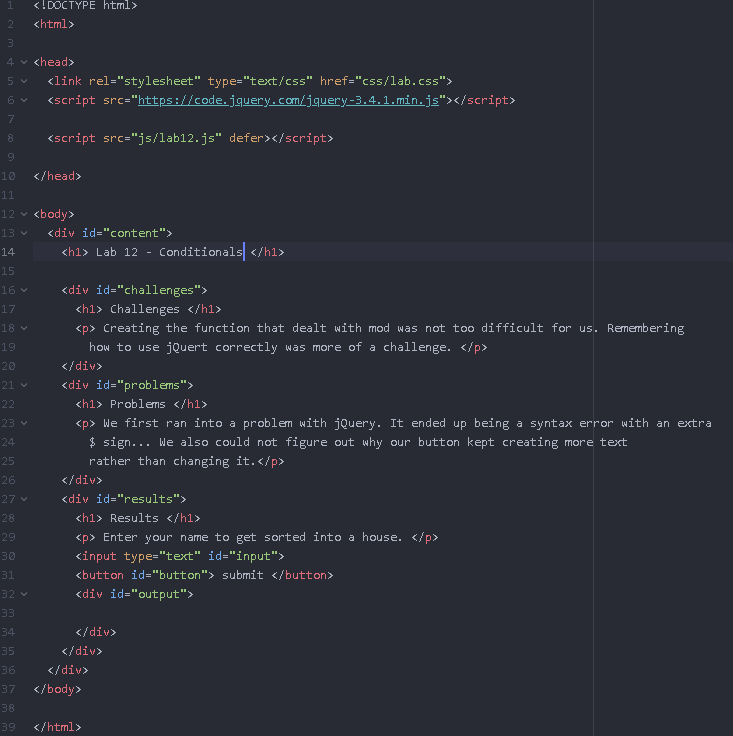 1 <!DOCTYPE html>
2 <html>
3
4 <head>
5 <link rel="stylesheet" type="text/css" href="css/lab.css">
6 <script src="https://code.jquery.com/jquery-3.4.1.min.js"></script>
7
8 <script src="js/lab12.js" defer></script>
9
10 </head>
11
12 <body>
13 <div id="content">
14 <h1> Lab 12 - Conditionals </h1>
15
16 <div id="challenges">
17 <h1> Challenges </h1>
18 <p> Creating the function that dealt with mod was not too difficult for us. Remembering
19 how to use jQuert correctly was more of a challenge. </p>
20 </div>
21 <div id="problems">
22 <h1> Problems </h1>
23 <p> We first ran into a problem with jQuery. It ended up being a syntax error with an extra
24 $ sign... We also could not figure out why our button kept creating more text
25 rather than changing it.</p>
26 </div>
27 <div id="results">
28 <h1> Results </h1>
29 <p> Enter your name to get sorted into a house. </p>
30 <input type="text" id="input">
31 <button id="button"> submit </button>
32 <div id="output">
33
34 </div>
35 </div>
36 </div>
37 </body>
38
39 </html>